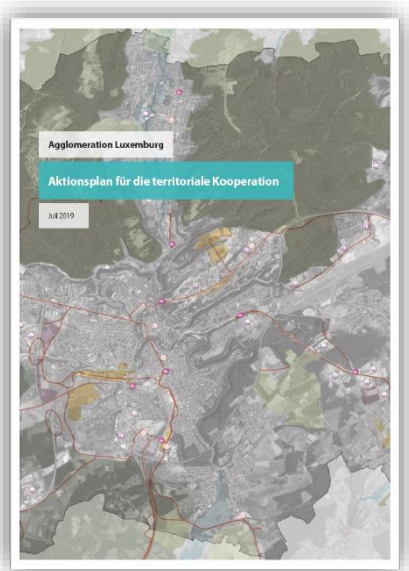 Agglomeration Luxemburg
Aktionsplan für die territoriale Kooperation
Juli 2019